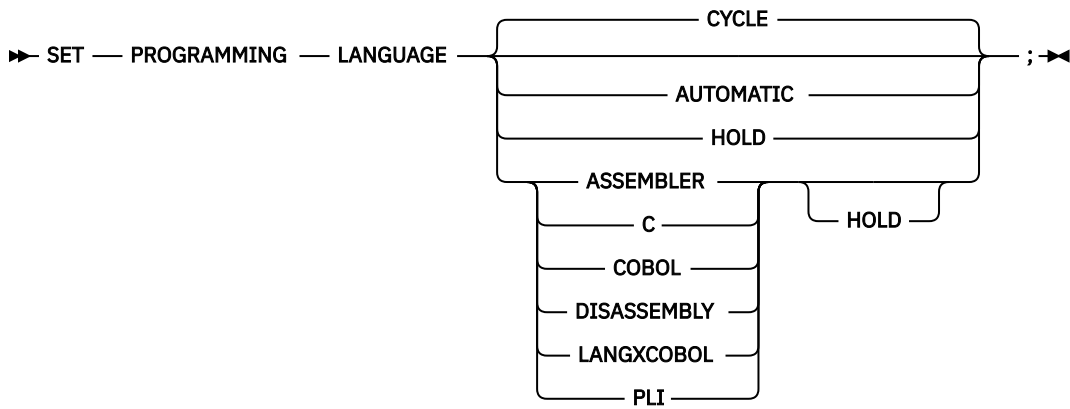 CYCLE
SET PROGRAMMING LANGUAGE ;
AUTOMATIC
HOLD
ASSEMBLER
C HOLD
COBOL
DISASSEMBLY
LANGXCOBOL
PLI